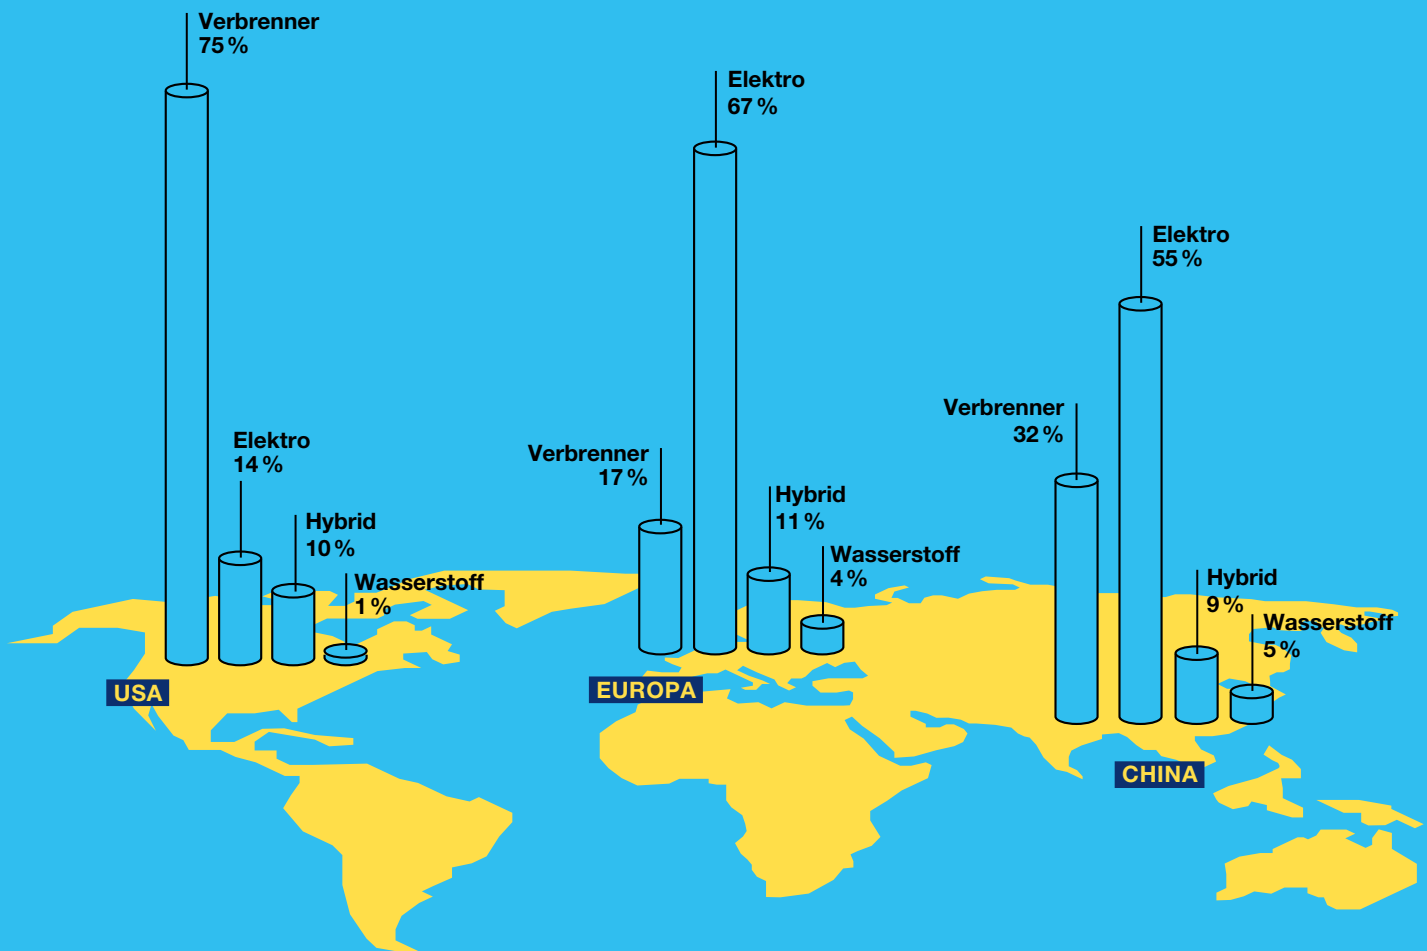 Verbrenner
75 %
Elektro
14 %
Hybrid
10 %
Wasserstoff
1 %
USA
Elektro
67 %
Verbrenner
17 %
Hybrid
11 %
Wasserstoff
4 %
EUROPA
Elektro
55 %
Verbrenner
32 %
Hybrid
9 %
Wasserstoff
5 %
CHINA